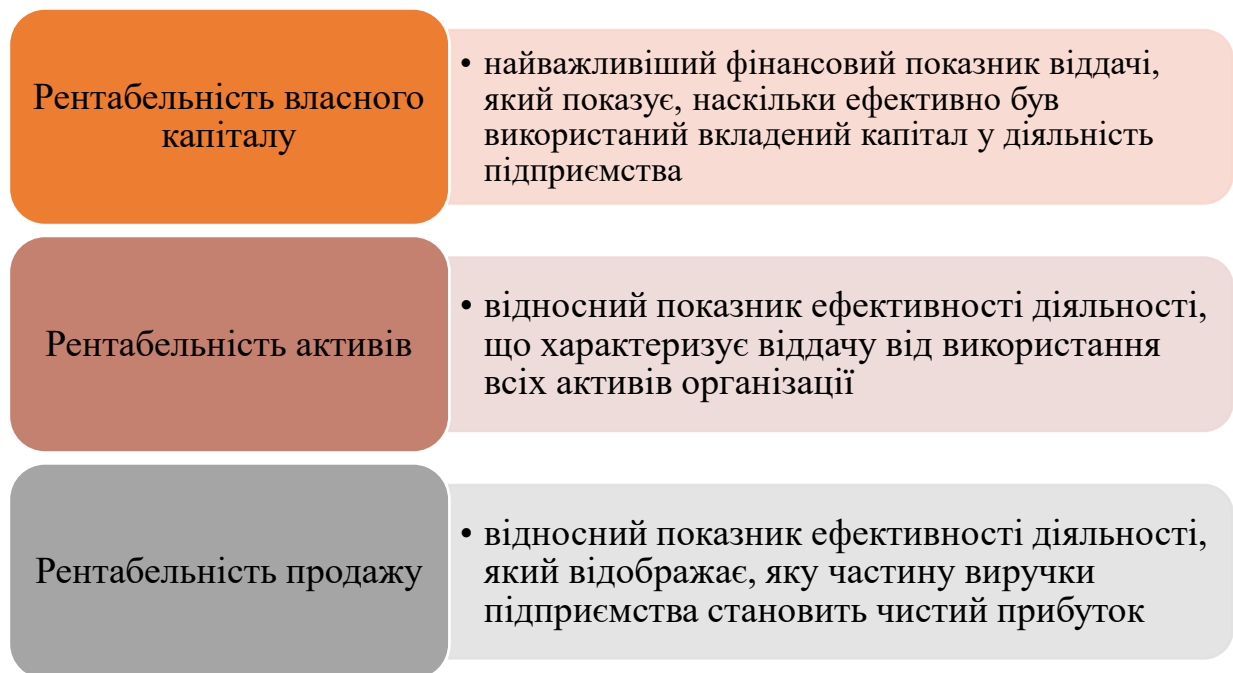 Рентабельність власного
капіталу
• найважливіший фінансовий показник віддачі,
який показує, наскільки ефективно був
використаний вкладений капітал у діяльність
підприємства
Рентабельність активів
• відносний показник ефективності діяльності,
що характеризує віддачу від використання
всіх активів організації
Рентабельність продажу
• відносний показник ефективності діяльності,
який відображає, яку частину виручки
підприємства становить чистий прибуток